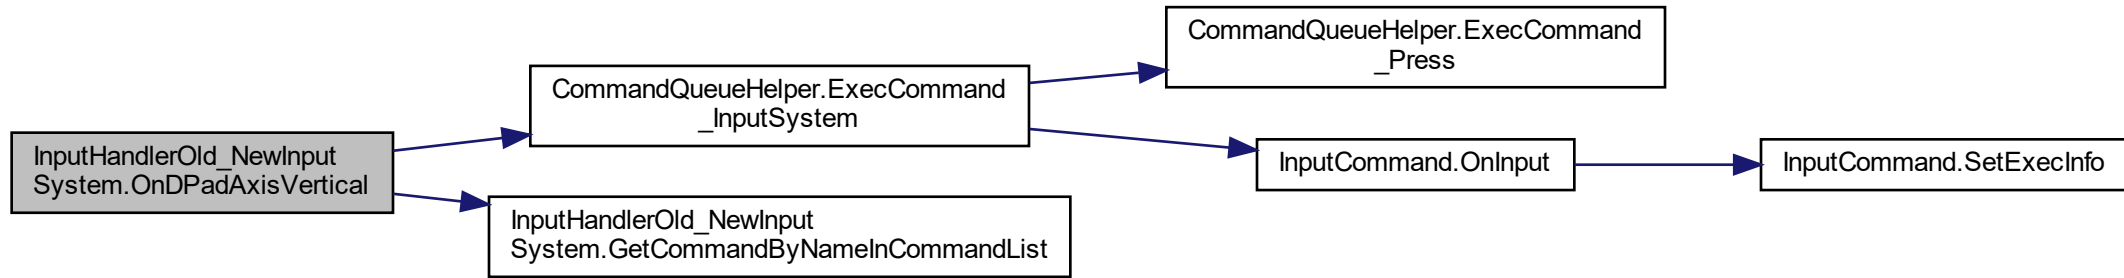 InputHandlerOld_NewInput
System.OnDPadAxisVertical
CommandQueueHelper.ExecCommand
_InputSystem
CommandQueueHelper.ExecCommand
_Press
InputCommand.OnInput
InputCommand.SetExecInfo
InputHandlerOld_NewInput
System.GetCommandByNameInCommandList